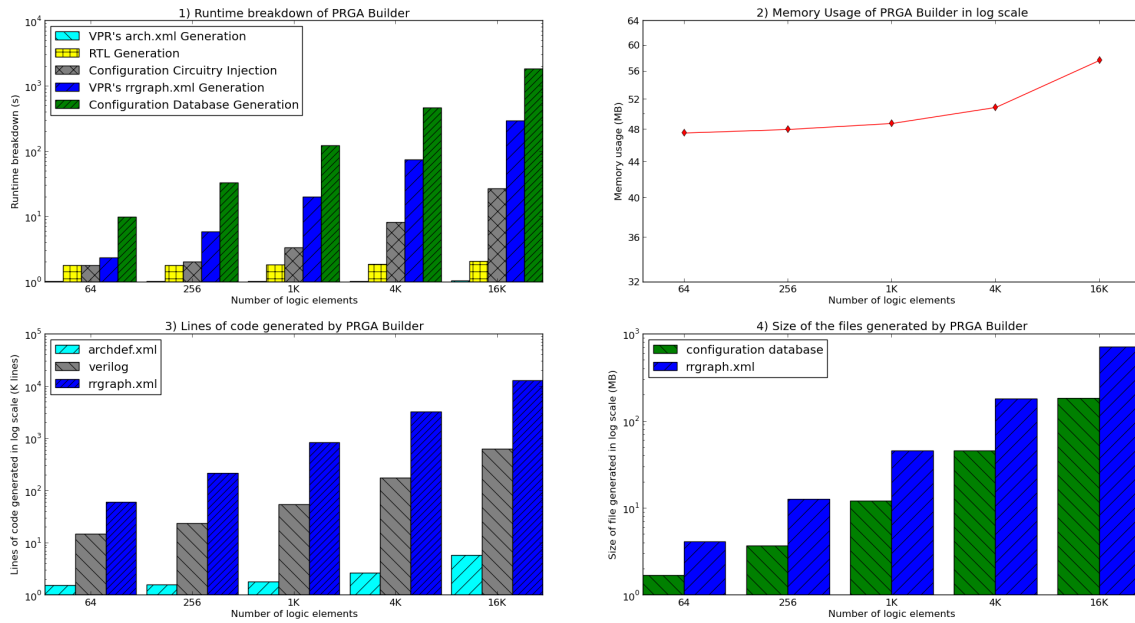 1) Runtime breakdown of PRGA Builder
Runtime breakdown (s)
10^4
10^3
10^2
10^1
10^0
VPR's arch.xml Generation
RTL Generation
Configuration Circuitry Injection
VPR's rrgraph.xml Generation
Configuration Database Generation
64 256 1K 4K 16K
Number of logic elements
2) Memory Usage of PRGA Builder in log scale
Memory usage (MB)
64
60
56
52
48
44
40
36
32
64 256 1K 4K 16K
Number of logic elements
3) Lines of code generated by PRGA Builder
Lines of code generated in log scale (K lines)
10^5
10^4
10^3
10^2
10^1
10^0
archdef.xml
verilog
rrgraph.xml
64 256 1K 4K 16K
Number of logic elements
4) Size of the files generated by PRGA Builder
Size of file generated in log scale (MB)
10^3
10^2
10^1
10^0
configuration database
rrgraph.xml
64 256 1K 4K 16K
Number of logic elements